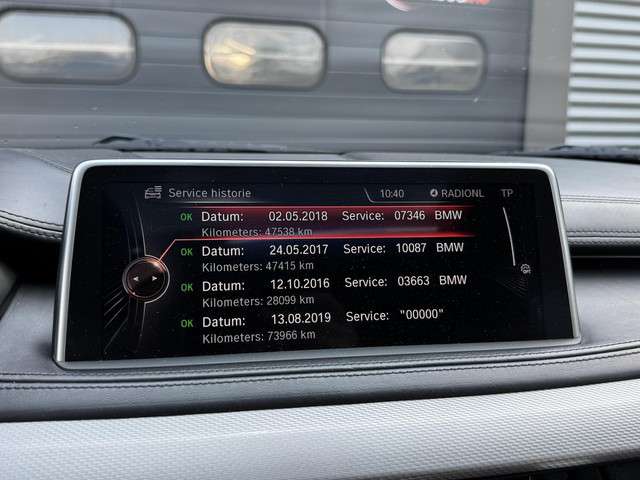 Service historie 10:40 RADIONL TP
OK Datum: 02.05.2018 Service: 07346 BMW
Kilometers: 47538 km
OK Datum: 24.05.2017 Service: 10087 BMW
Kilometers: 47415 km
OK Datum: 12.10.2016 Service: 03663 BMW
Kilometers: 28099 km
OK Datum: 13.08.2019 Service: "00000"
Kilometers: 73966 km